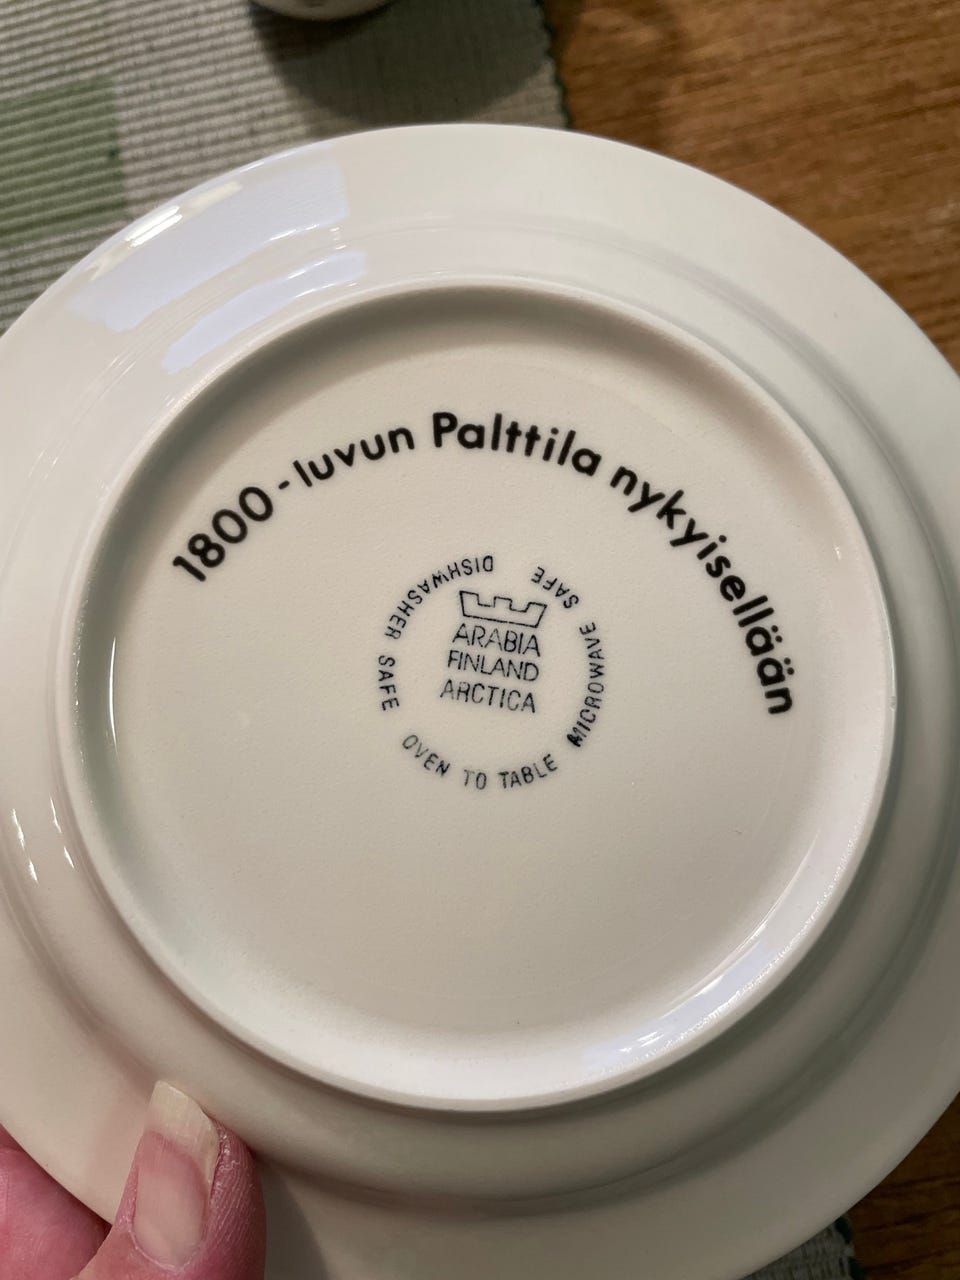 1800-luvun Palttila nykyisellään
DISHWASHER SAFE
OVEN TO TABLE
MICROWAVE SAFE
ARABIA
FINLAND
ARCTICA